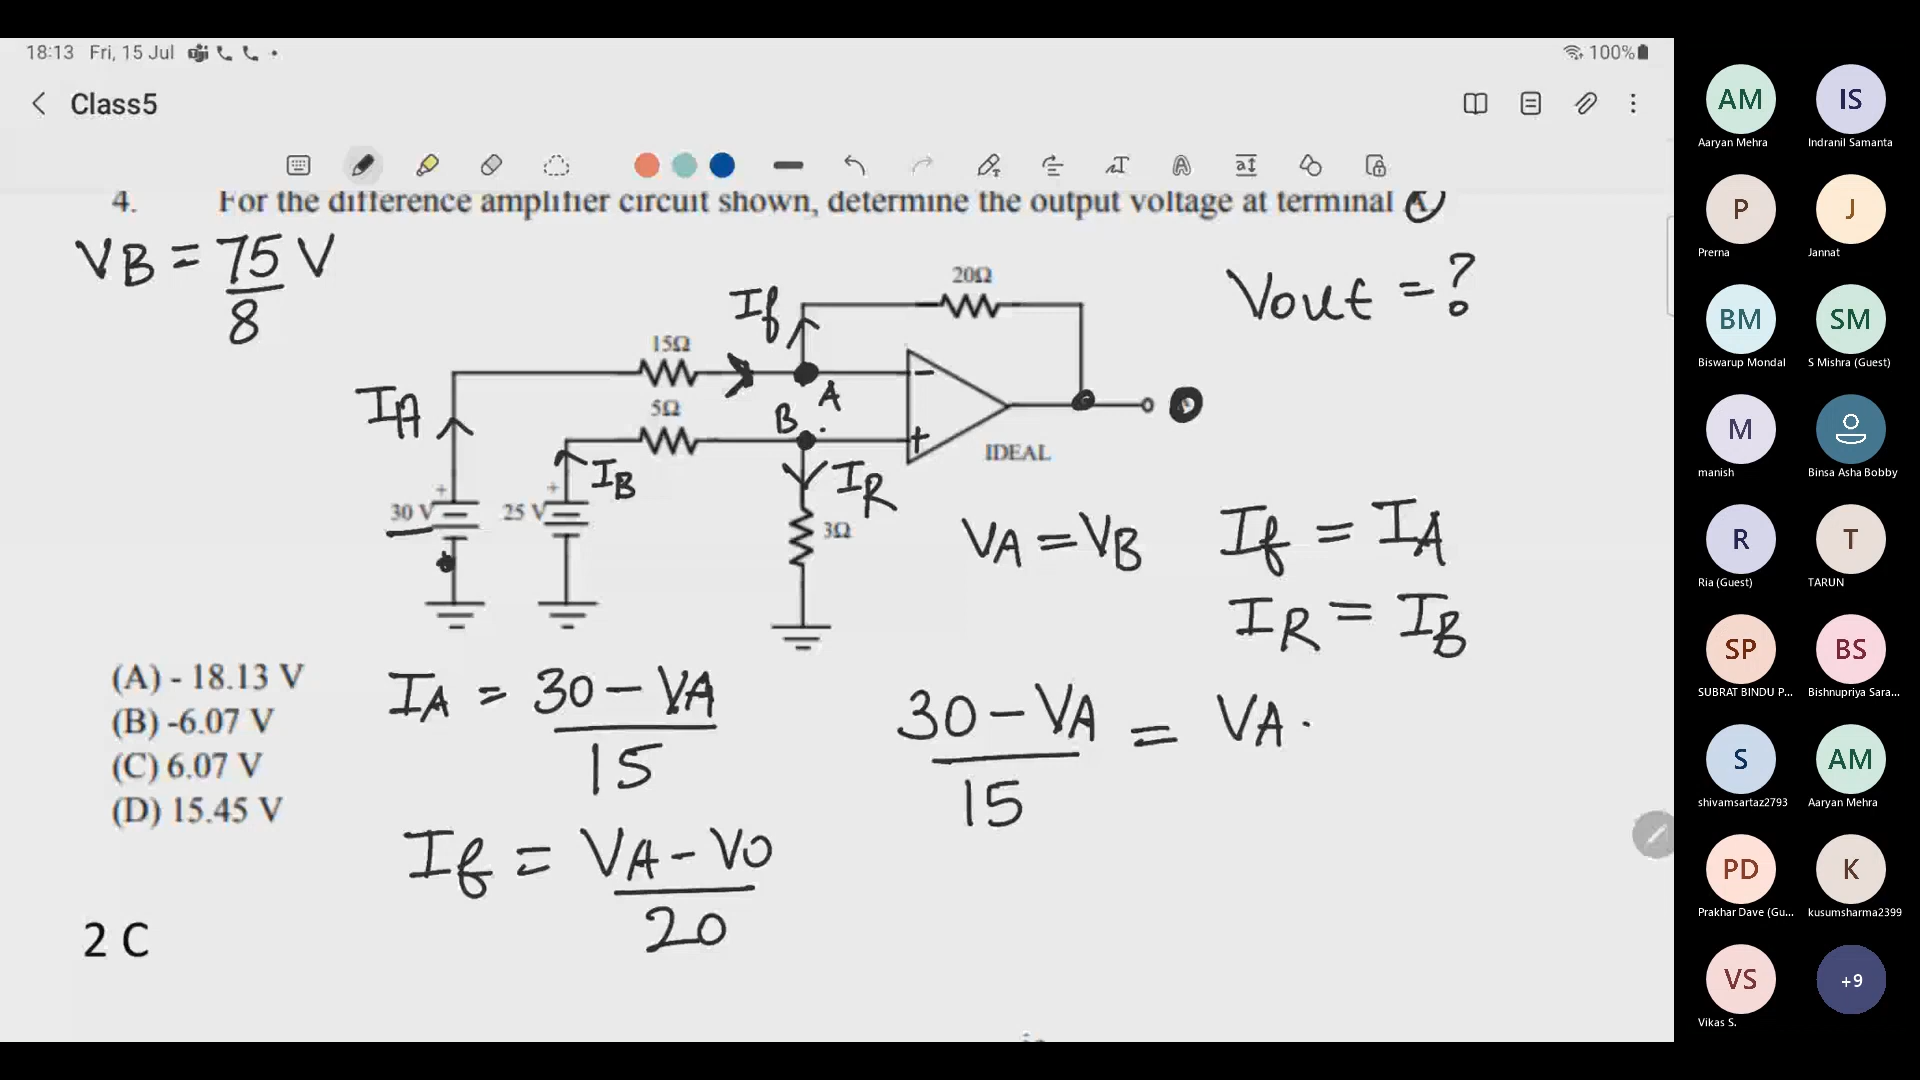 18:13 Fri, 15 Jul
100%
Class5
4. For the difference amplifier circuit shown, determine the output voltage at terminal
VB = 75/8 V
Vout = ?
20Ω
If
15Ω
IA
A
5Ω
B
IB
IR
IDEAL
+
+
30 V
25 V
3Ω
VA = VB
If = IA
IR = IB
(A) - 18.13 V
(B) -6.07 V
(C) 6.07 V
(D) 15.45 V
IA = 30 - VA / 15
30 - VA / 15 = VA ·
If = VA - VO / 20
2 C
AM
Aaryan Mehra
IS
Indranil Samanta
P
Prerna
J
Jannat
BM
Biswarup Mondal
SM
S Mishra (Guest)
M
manish
Binsa Asha Bobby
R
Ria (Guest)
T
TARUN
SP
SUBRAT BINDU P...
BS
Bishnupriya Sara...
S
shivamsartaz2793
AM
Aaryan Mehra
PD
Prakhar Dave (Gu...
K
kusumsharma2399
VS
Vikas S.
+9